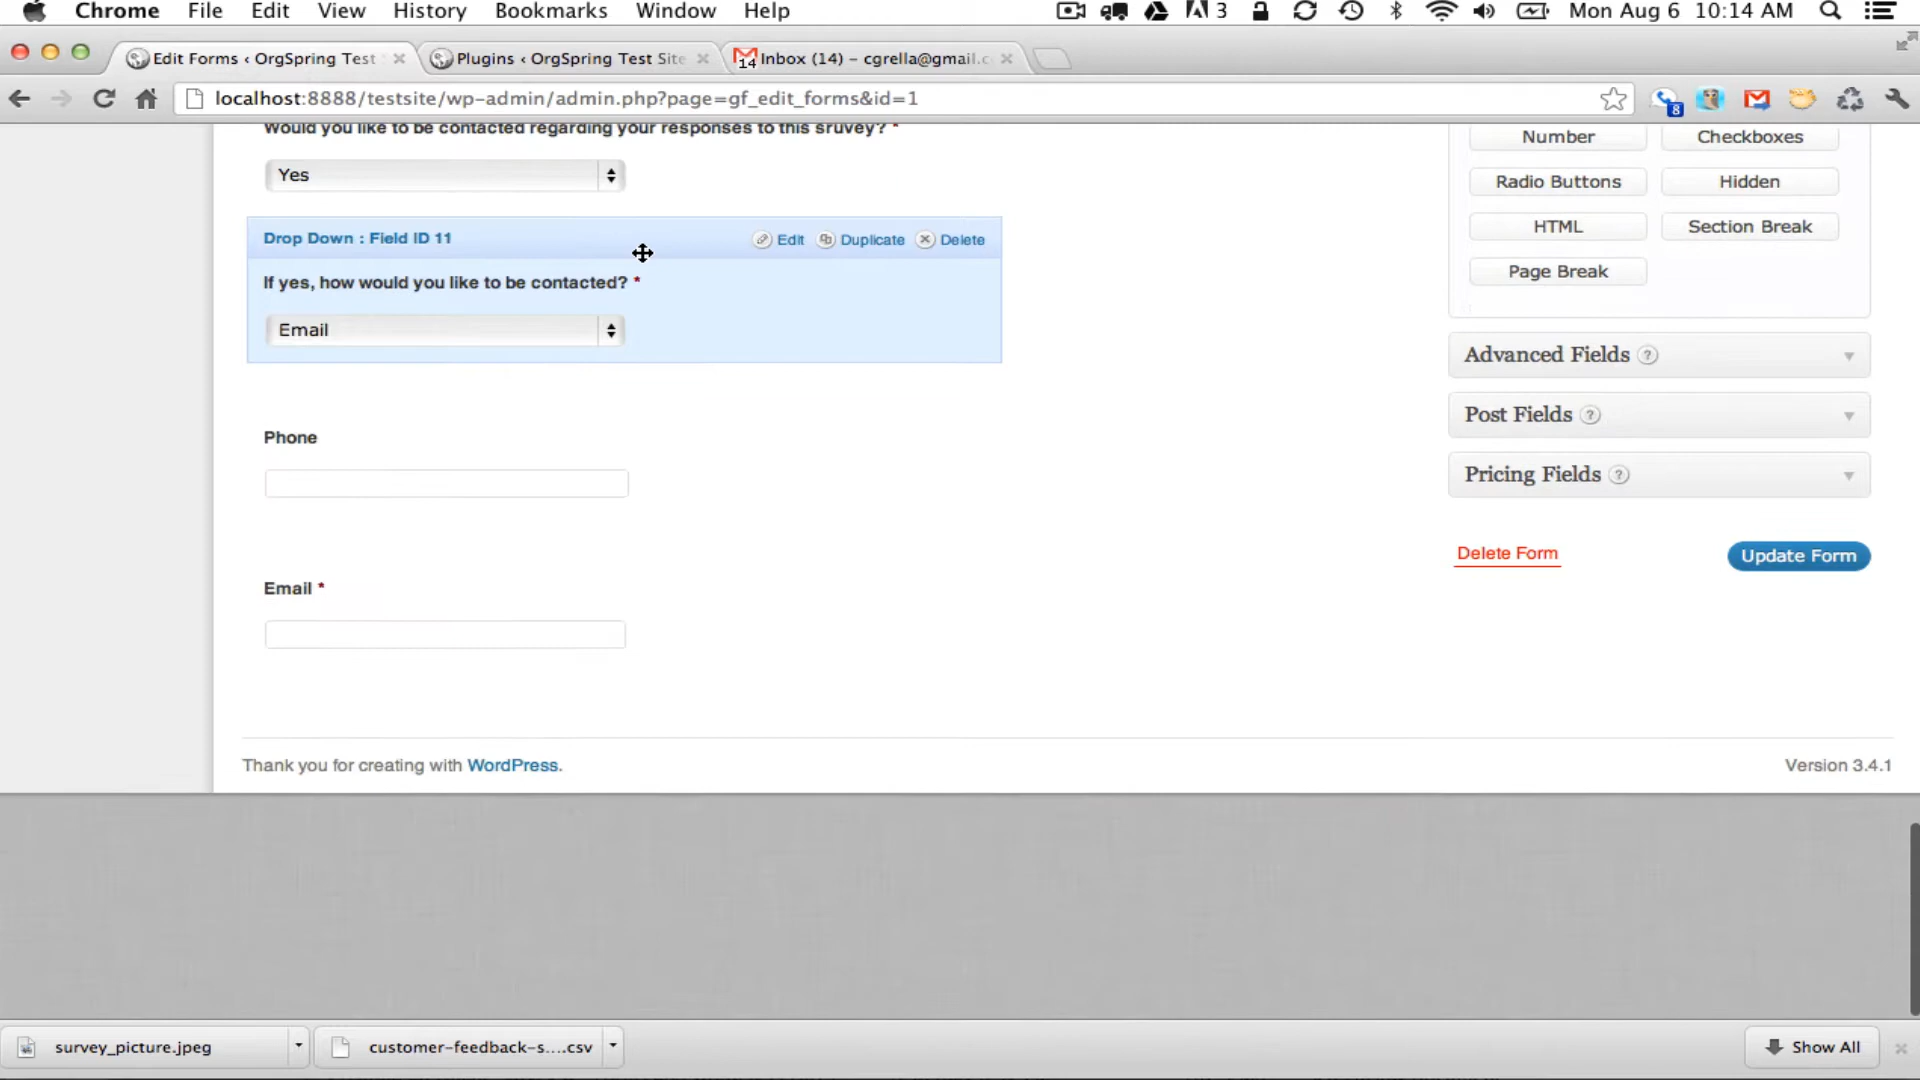 Chrome File Edit View History Bookmarks Window Help 3 Mon Aug 6 10:14 AM
Edit Forms ‹ OrgSpring Test Plugins ‹ OrgSpring Test Site 14 Inbox (14) – cgrella@gmail.c
localhost:8888/testsite/wp-admin/admin.php?page=gf_edit_forms&id=1 8
Would you like to be contacted regarding your responses to this sruvey? *
Number Checkboxes
Yes
Radio Buttons Hidden
HTML Section Break
Drop Down : Field ID 11 Edit Duplicate Delete
Page Break
If yes, how would you like to be contacted? *
Email
Advanced Fields ?
Post Fields ?
Phone
Pricing Fields ?
Delete Form Update Form
Email *
Thank you for creating with WordPress. Version 3.4.1
survey_picture.jpeg customer-feedback-s....csv Show All